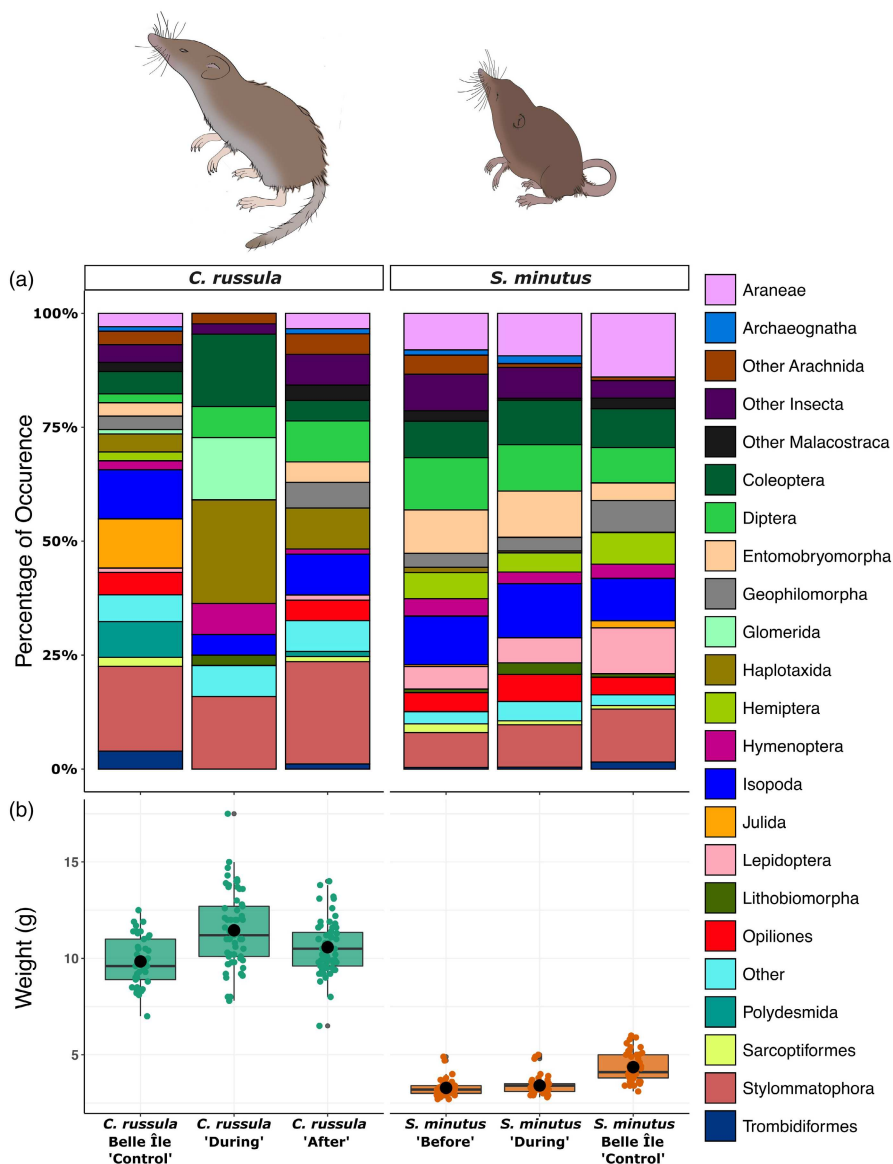 (a)
C. russula
S. minutus
Percentage of Occurence
100%
75%
50%
25%
0%
Araneae
Archaeognatha
Other Arachnida
Other Insecta
Other Malacostraca
Coleoptera
Diptera
Entomobryomorpha
Geophilomorpha
Glomerida
Haplotaxida
Hemiptera
Hymenoptera
Isopoda
Julida
Lepidoptera
Lithobiomorpha
Opiliones
Other
Polydesmida
Sarcoptiformes
Stylommatophora
Trombidiformes
(b)
Weight (g)
15
10
5
C. russula
Belle Île
'Control'
C. russula
'During'
C. russula
'After'
S. minutus
'Before'
S. minutus
'During'
S. minutus
Belle Île
'Control'